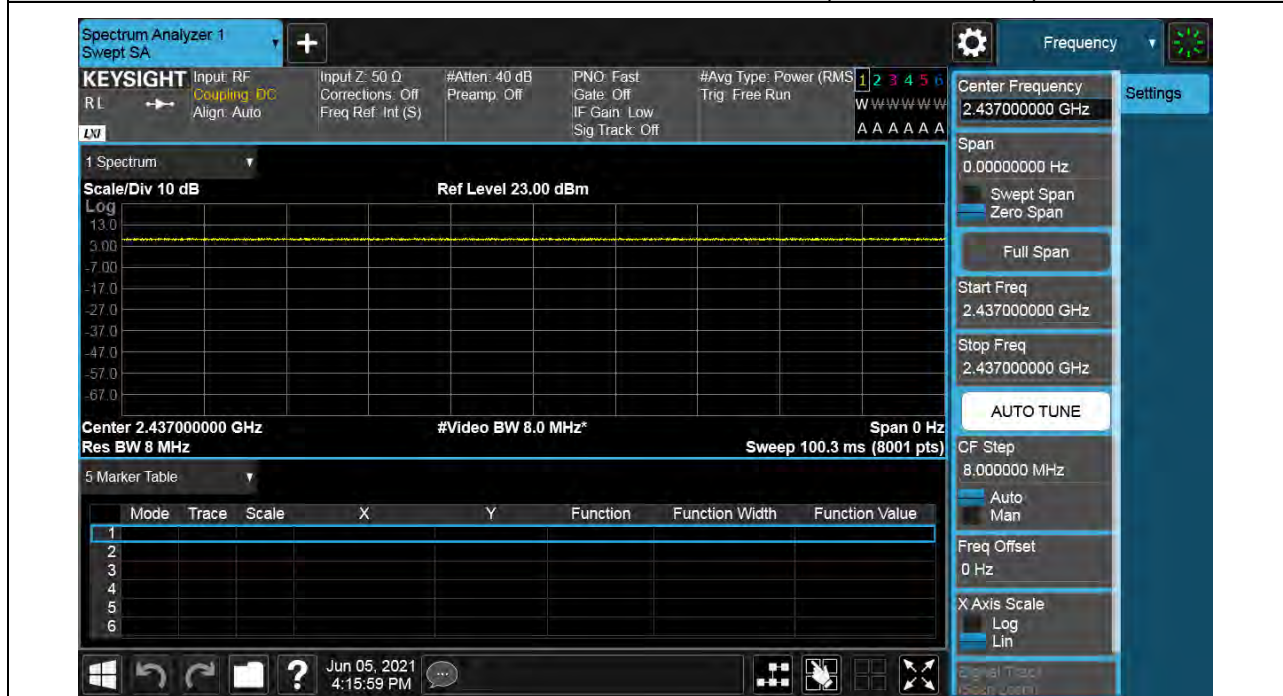 Spectrum Analyzer 1
Swept SA
Frequency
KEYSIGHT
RL
LXI
Input: RF
Coupling: DC
Align: Auto
Input Z: 50 Ω
Corrections: Off
Freq Ref: Int (S)
#Atten: 40 dB
Preamp: Off
PNO: Fast
Gate: Off
IF Gain: Low
Sig Track: Off
#Avg Type: Power (RMS
Trig: Free Run
1 2 3 4 5 6
W W W W W W
A A A A A A
Center Frequency
2.437000000 GHz
Settings
Span
0.00000000 Hz
Swept Span
Zero Span
Full Span
Start Freq
2.437000000 GHz
Stop Freq
2.437000000 GHz
AUTO TUNE
CF Step
8.000000 MHz
Auto
Man
Freq Offset
0 Hz
X Axis Scale
Log
Lin
Signal Track
1 Spectrum
Scale/Div 10 dB
Ref Level 23.00 dBm
Log
13.0
3.00
-7.00
-17.0
-27.0
-37.0
-47.0
-57.0
-67.0
Center 2.437000000 GHz
#Video BW 8.0 MHz*
Span 0 Hz
Res BW 8 MHz
Sweep 100.3 ms (8001 pts)
5 Marker Table
Mode Trace Scale X Y Function Function Width Function Value
1
2
3
4
5
6
?
Jun 05, 2021
4:15:59 PM